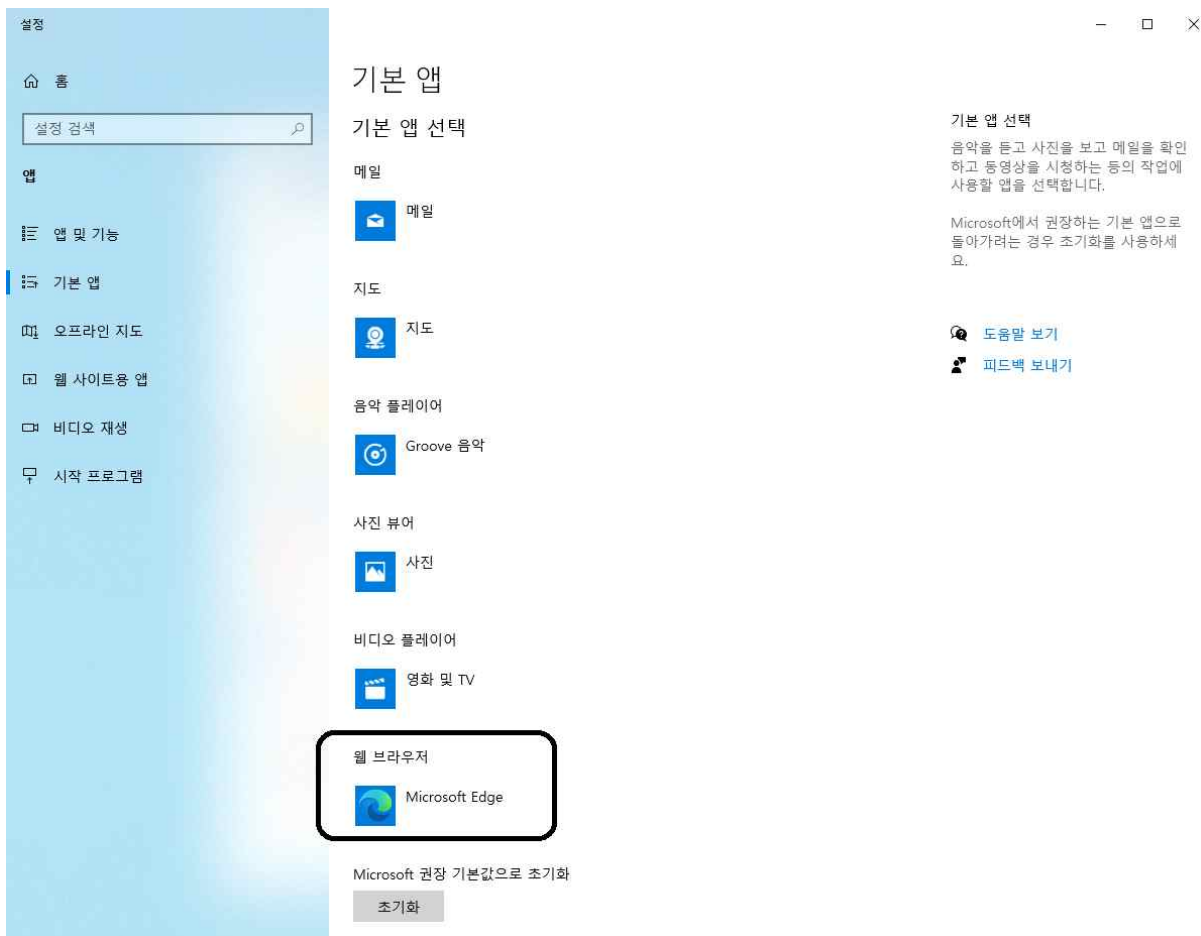 설정
홈
설정 검색
앱
앱 및 기능
기본 앱
오프라인 지도
웹 사이트용 앱
비디오 재생
시작 프로그램
기본 앱
기본 앱 선택
메일
메일
지도
지도
음악 플레이어
Groove 음악
사진 뷰어
사진
비디오 플레이어
영화 및 TV
웹 브라우저
Microsoft Edge
Microsoft 권장 기본값으로 초기화
초기화
기본 앱 선택
음악을 듣고 사진을 보고 메일을 확인
하고 동영상을 시청하는 등의 작업에
사용할 앱을 선택합니다.
Microsoft에서 권장하는 기본 앱으로
돌아가려는 경우 초기화를 사용하세
요.
도움말 보기
피드백 보내기